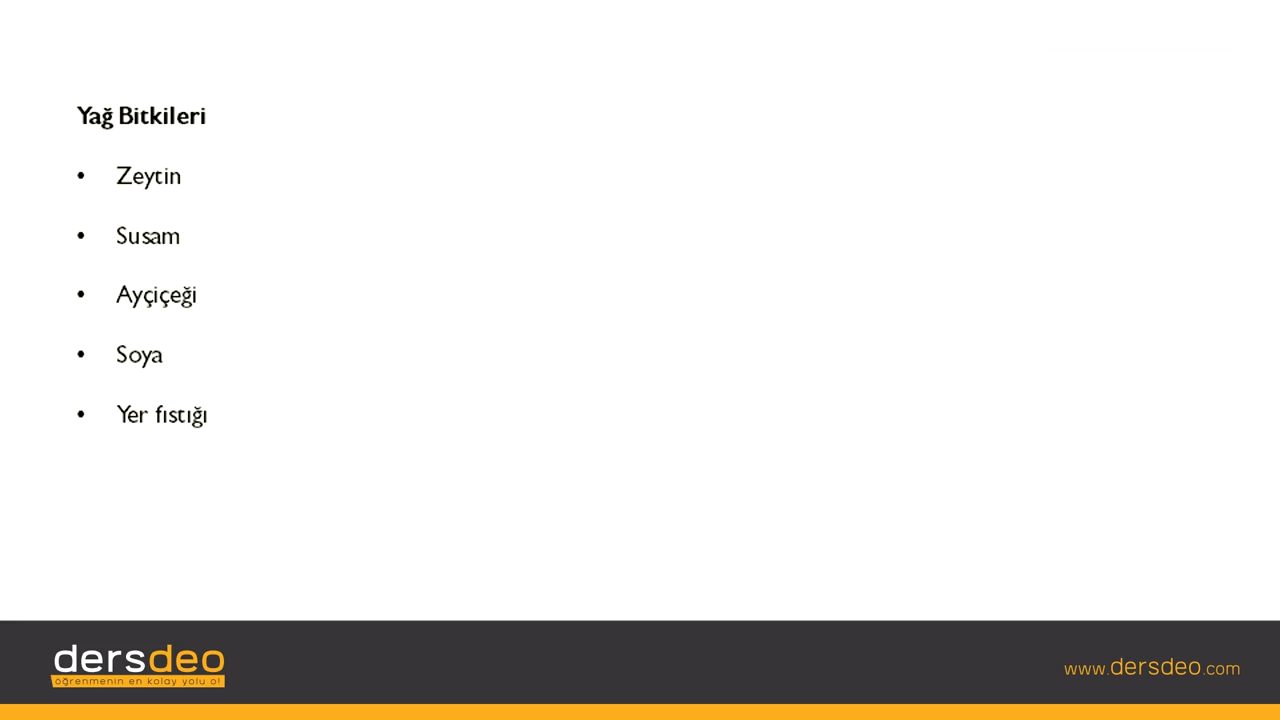 Yağ Bitkileri
• Zeytin
• Susam
• Ayçiçeği
• Soya
• Yer fıstığı
dersdeo
öğrenmenin en kolay yolu o!
www.dersdeo.com